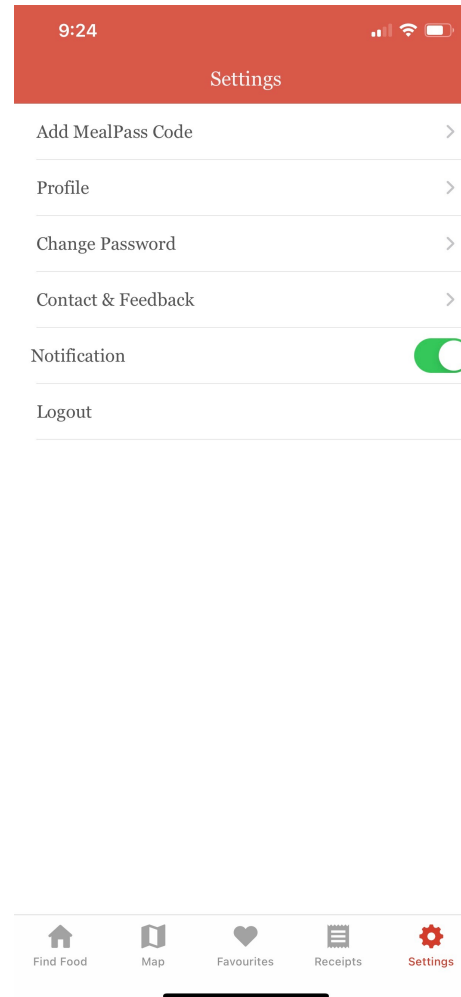 9:24
Settings
Add MealPass Code
Profile
Change Password
Contact & Feedback
Notification
Logout
Find Food
Map
Favourites
Receipts
Settings